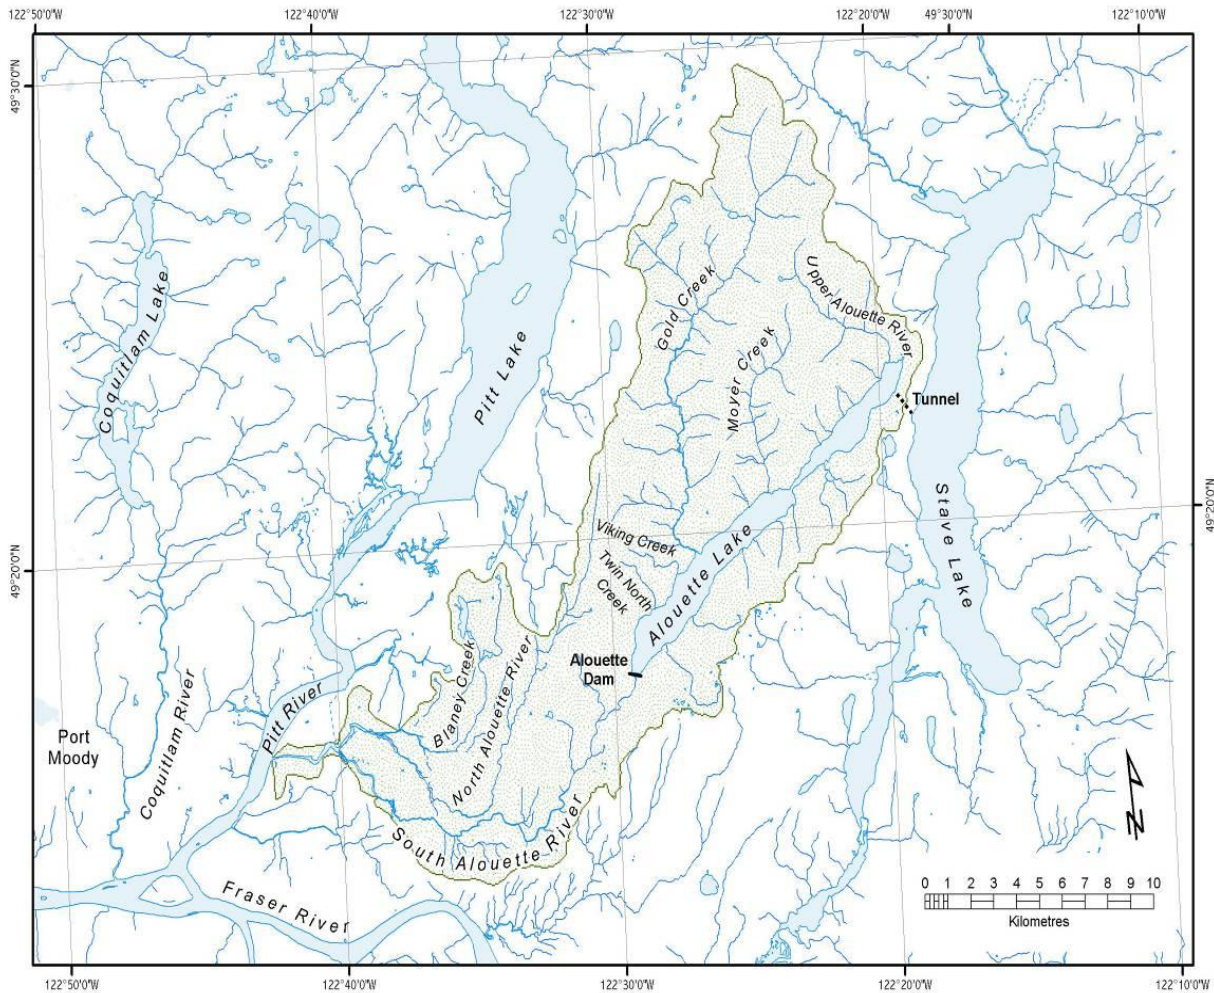 122°50'0"W
122°40'0"W
122°30'0"W
122°20'0"W
49°30'0"N
122°10'0"W
49°30'0"N
Coquitlam Lake
Pitt Lake
Gold Creek
Upper Alouette River
Moyer Creek
Tunnel
Stave Lake
49°20'0"N
Viking Creek
Twin North
Creek
Alouette Lake
49°20'0"N
Alouette
Dam
Blaney Creek
North Alouette River
Pitt River
Coquitlam River
Port
Moody
South Alouette River
Fraser River
N
0 1 2 3 4 5 6 7 8 9 10
Kilometres
122°50'0"W
122°40'0"W
122°30'0"W
122°20'0"W
122°10'0"W